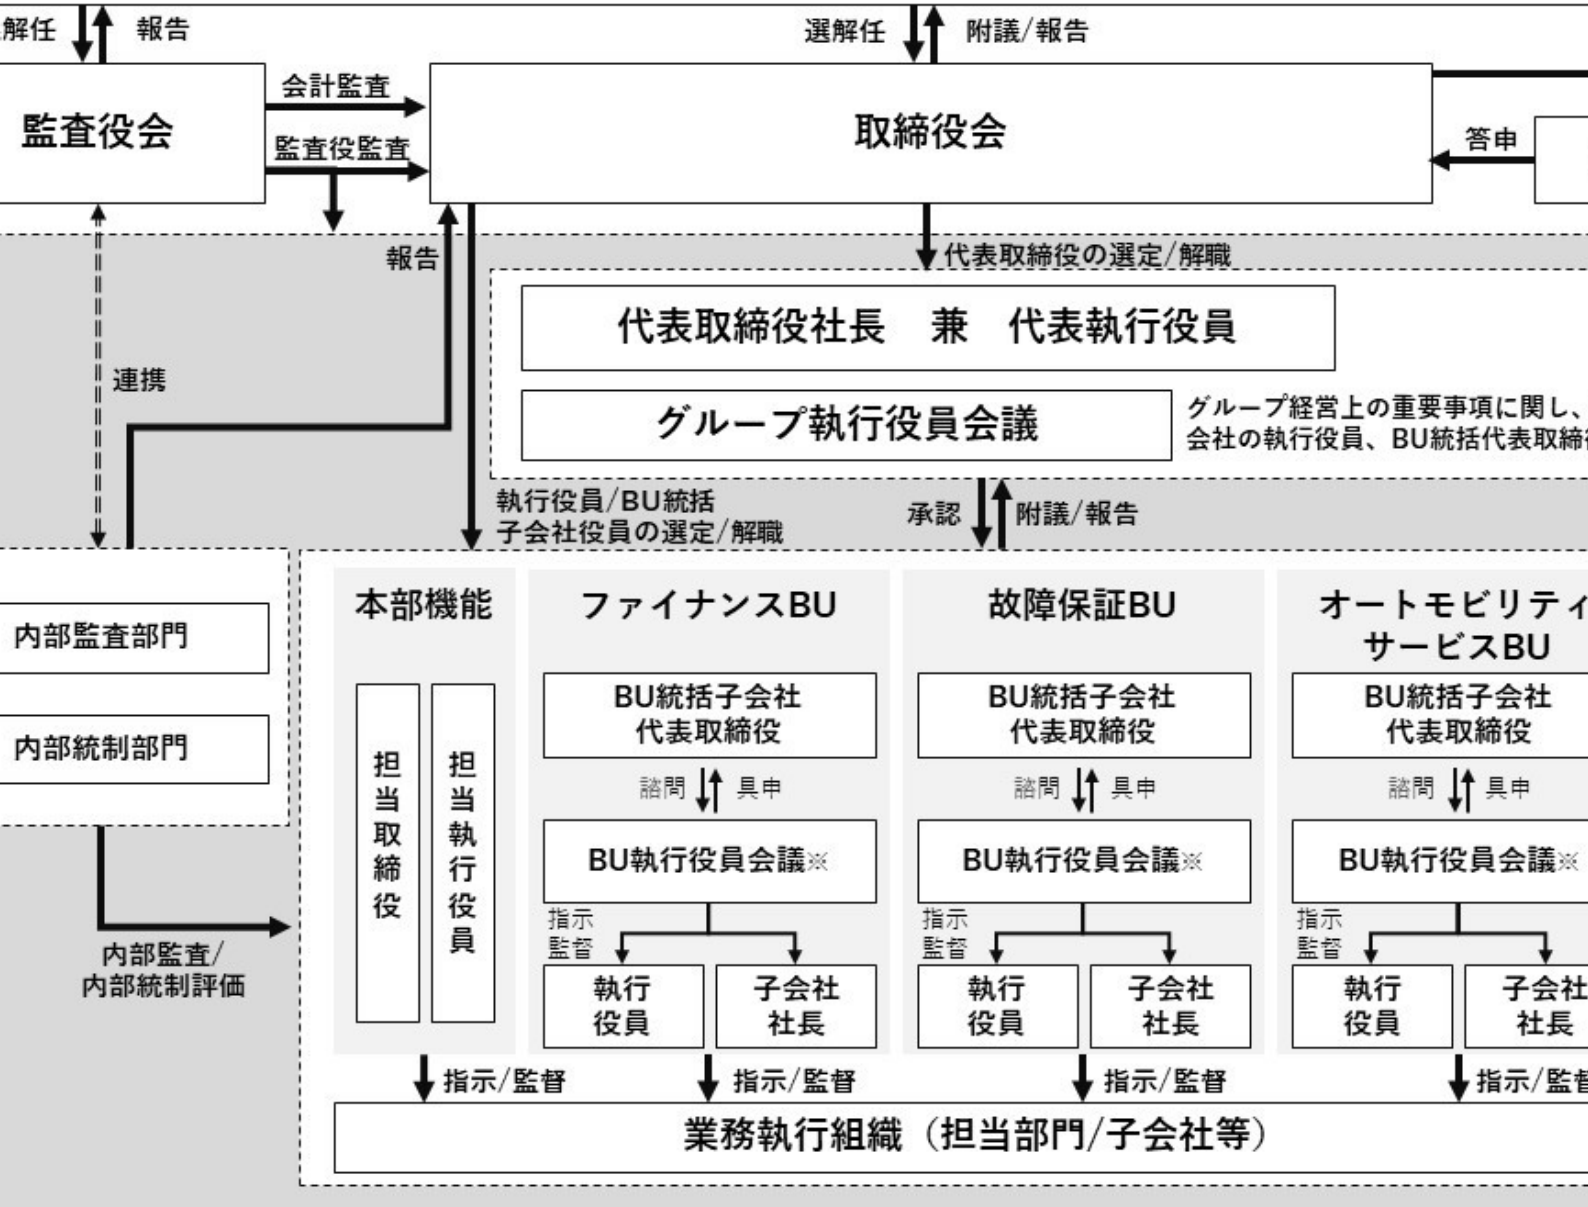 解任
報告
選解任
附議/報告
監査役会
会計監査
監査役監査
取締役会
答申
報告
代表取締役の選定/解職
代表取締役社長　兼　代表執行役員
連携
グループ執行役員会議
グループ経営上の重要事項に関し、
会社の執行役員、BU統括代表取締
執行役員/BU統括
子会社役員の選定/解職
承認
附議/報告
内部監査部門
内部統制部門
内部監査/
内部統制評価
本部機能
担当取締役
担当執行役員
ファイナンスBU
BU統括子会社
代表取締役
諮問
具申
BU執行役員会議※
指示
監督
執行
役員
子会社
社長
故障保証BU
BU統括子会社
代表取締役
諮問
具申
BU執行役員会議※
指示
監督
執行
役員
子会社
社長
オートモビリティ
サービスBU
BU統括子会社
代表取締役
諮問
具申
BU執行役員会議※
指示
監督
執行
役員
子会社
社長
指示/監督
指示/監督
指示/監督
指示/監督
業務執行組織（担当部門/子会社等）